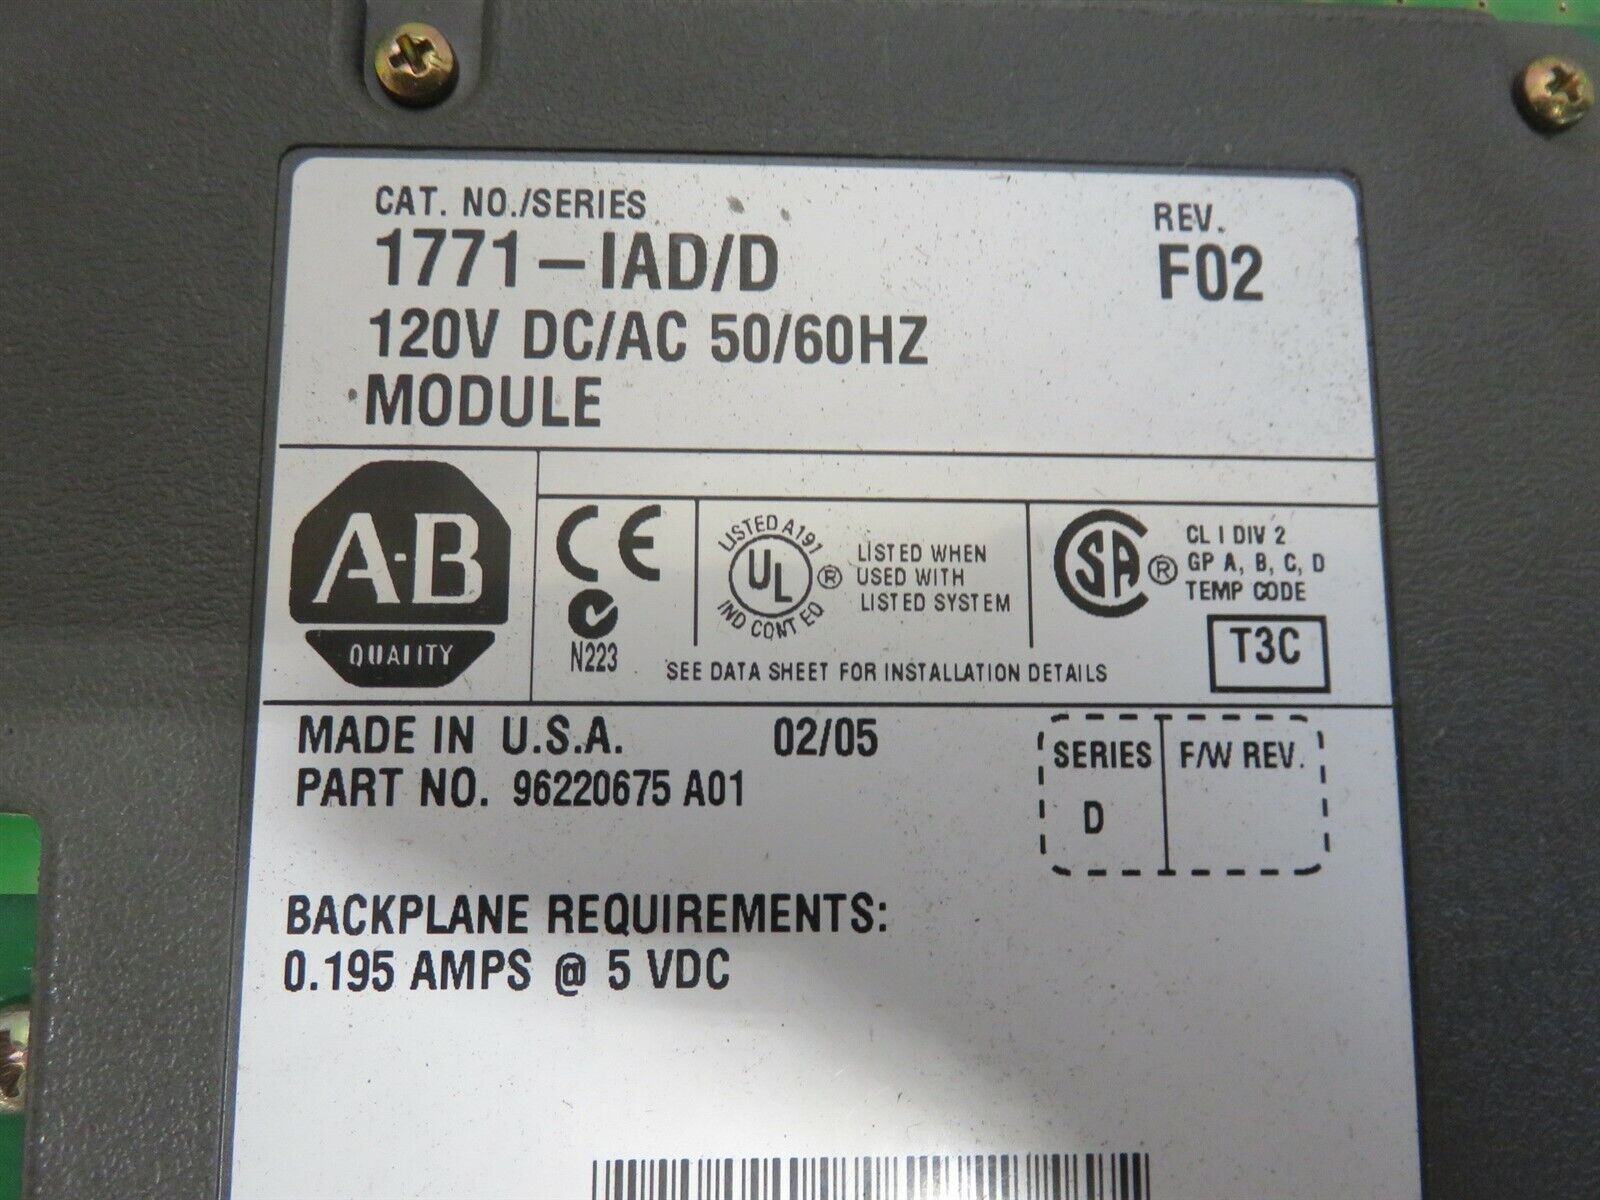 CAT. NO./SERIES
1771-IAD/D
120V DC/AC 50/60HZ
MODULE
REV.
F02
A-B
QUALITY
CE
N223
LISTED A191
UL ®
IND CONT EQ
LISTED WHEN
USED WITH
LISTED SYSTEM
SA ®
CL I DIV 2
GP A, B, C, D
TEMP CODE
T3C
SEE DATA SHEET FOR INSTALLATION DETAILS
MADE IN U.S.A. 02/05
PART NO. 96220675 A01
SERIES
D
F/W REV.
BACKPLANE REQUIREMENTS:
0.195 AMPS @ 5 VDC